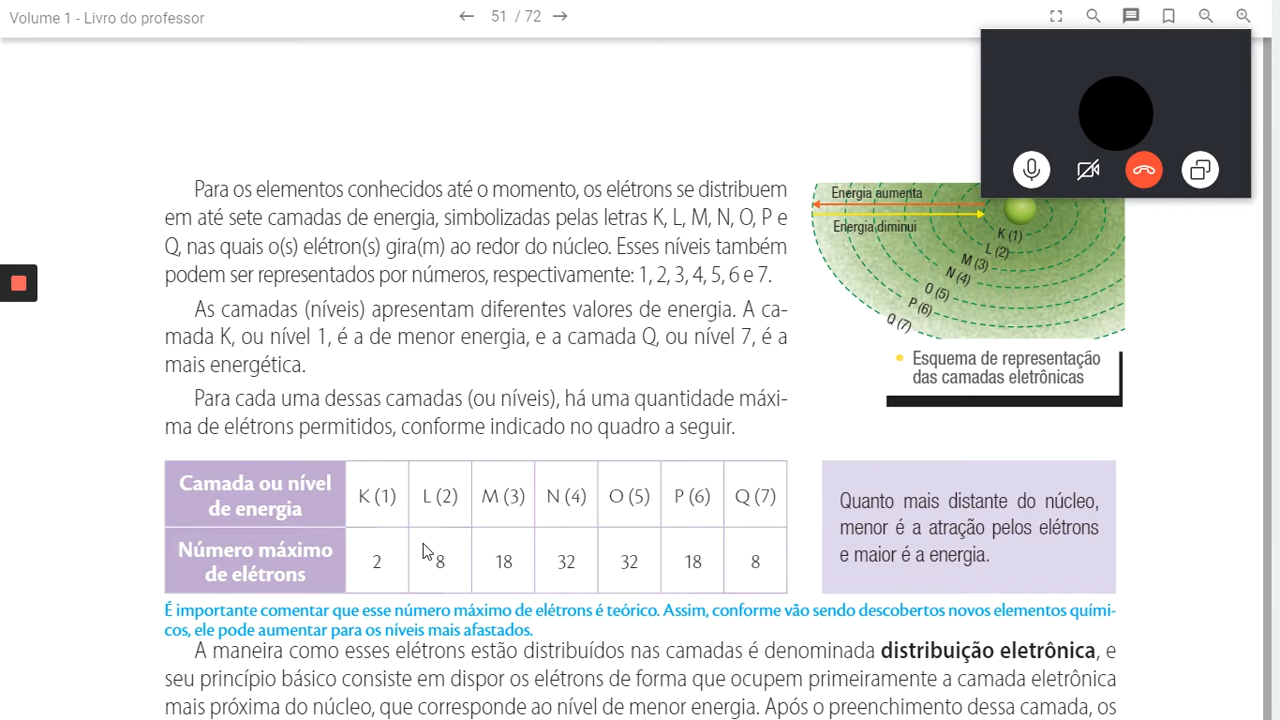 Volume 1 - Livro do professor
51 / 72
Para os elementos conhecidos até o momento, os elétrons se distribuem
em até sete camadas de energia, simbolizadas pelas letras K, L, M, N, O, P e
Q, nas quais o(s) elétron(s) gira(m) ao redor do núcleo. Esses níveis também
podem ser representados por números, respectivamente: 1, 2, 3, 4, 5, 6 e 7.
As camadas (níveis) apresentam diferentes valores de energia. A ca-
mada K, ou nível 1, é a de menor energia, e a camada Q, ou nível 7, é a
mais energética.
Para cada uma dessas camadas (ou níveis), há uma quantidade máxi-
ma de elétrons permitidos, conforme indicado no quadro a seguir.
Energia aumenta
Energia diminui
K (1)
L (2)
M (3)
N (4)
O (5)
P (6)
Q (7)
Esquema de representação
das camadas eletrônicas
Camada ou nível
de energia
K (1) L (2) M (3) N (4) O (5) P (6) Q (7)
Número máximo
de elétrons
2 8 18 32 32 18 8
Quanto mais distante do núcleo,
menor é a atração pelos elétrons
e maior é a energia.
É importante comentar que esse número máximo de elétrons é teórico. Assim, conforme vão sendo descobertos novos elementos quími-
cos, ele pode aumentar para os níveis mais afastados.
A maneira como esses elétrons estão distribuídos nas camadas é denominada distribuição eletrônica, e
seu princípio básico consiste em dispor os elétrons de forma que ocupem primeiramente a camada eletrônica
mais próxima do núcleo, que corresponde ao nível de menor energia. Após o preenchimento dessa camada, os